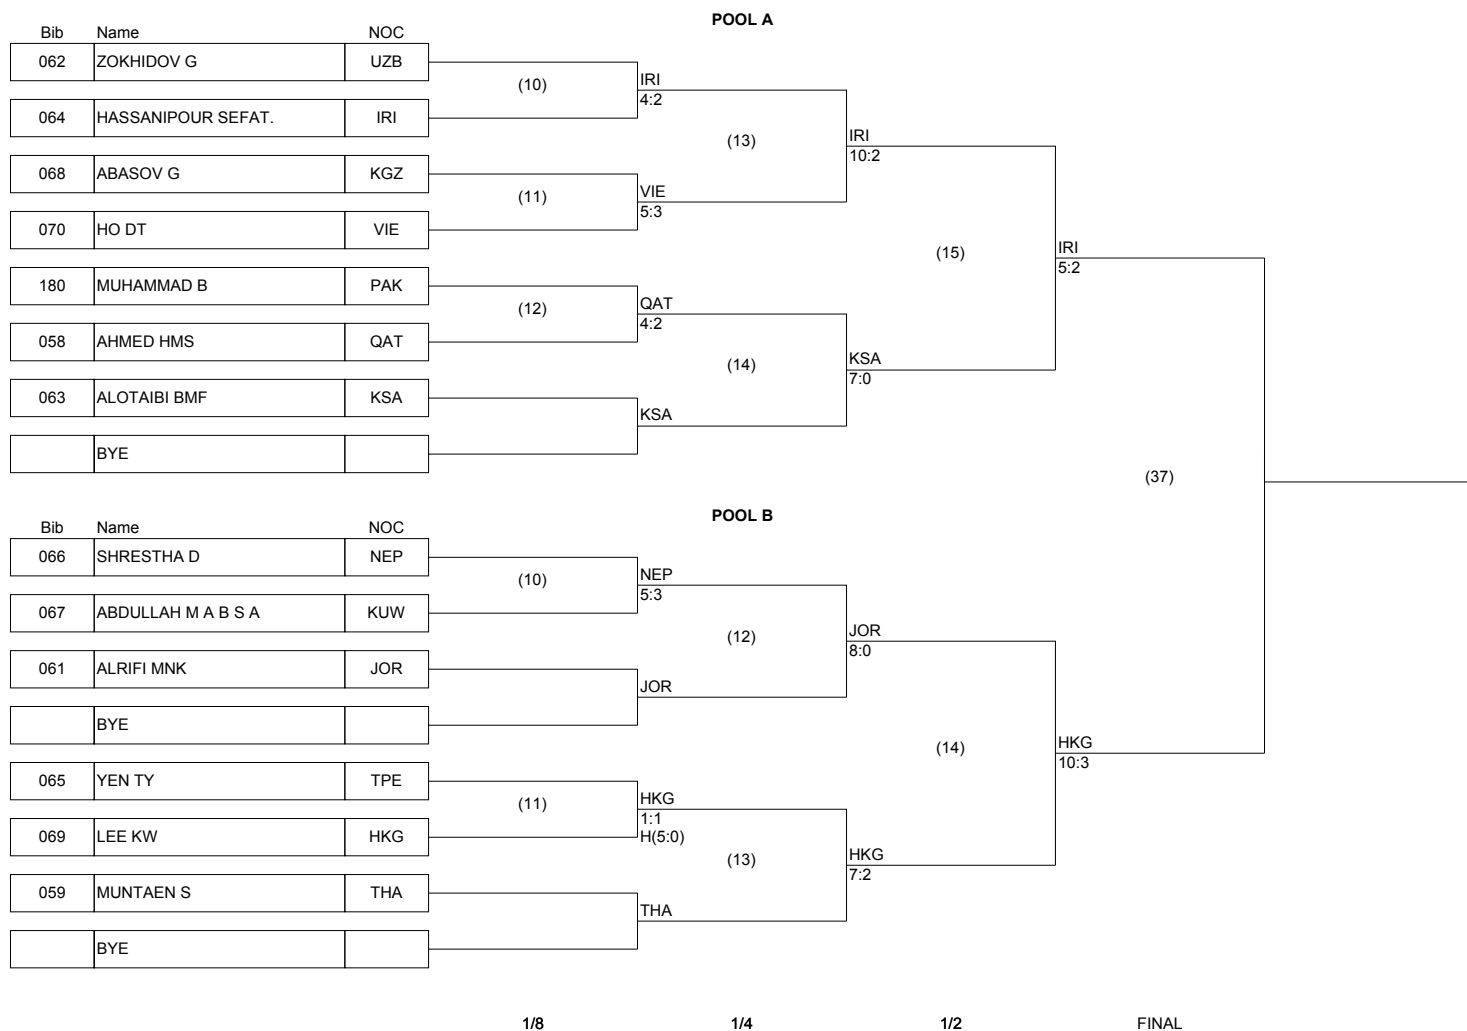 POOL A
Bib Name NOC
062 ZOKHIDOV G UZB
(10)
IRI
4:2
064 HASSANIPOUR SEFAT. IRI
(13)
IRI
10:2
068 ABASOV G KGZ
(11)
VIE
5:3
070 HO DT VIE
(15)
IRI
5:2
180 MUHAMMAD B PAK
(12)
QAT
4:2
058 AHMED HMS QAT
(14)
KSA
7:0
063 ALOTAIBI BMF KSA
KSA
BYE
(37)
POOL B
Bib Name NOC
066 SHRESTHA D NEP
(10)
NEP
5:3
067 ABDULLAH M A B S A KUW
(12)
JOR
8:0
061 ALRIFI MNK JOR
JOR
BYE
(14)
HKG
10:3
065 YEN TY TPE
(11)
HKG
1:1
H(5:0)
069 LEE KW HKG
(13)
HKG
7:2
059 MUNTAEN S THA
THA
BYE
1/8 1/4 1/2 FINAL